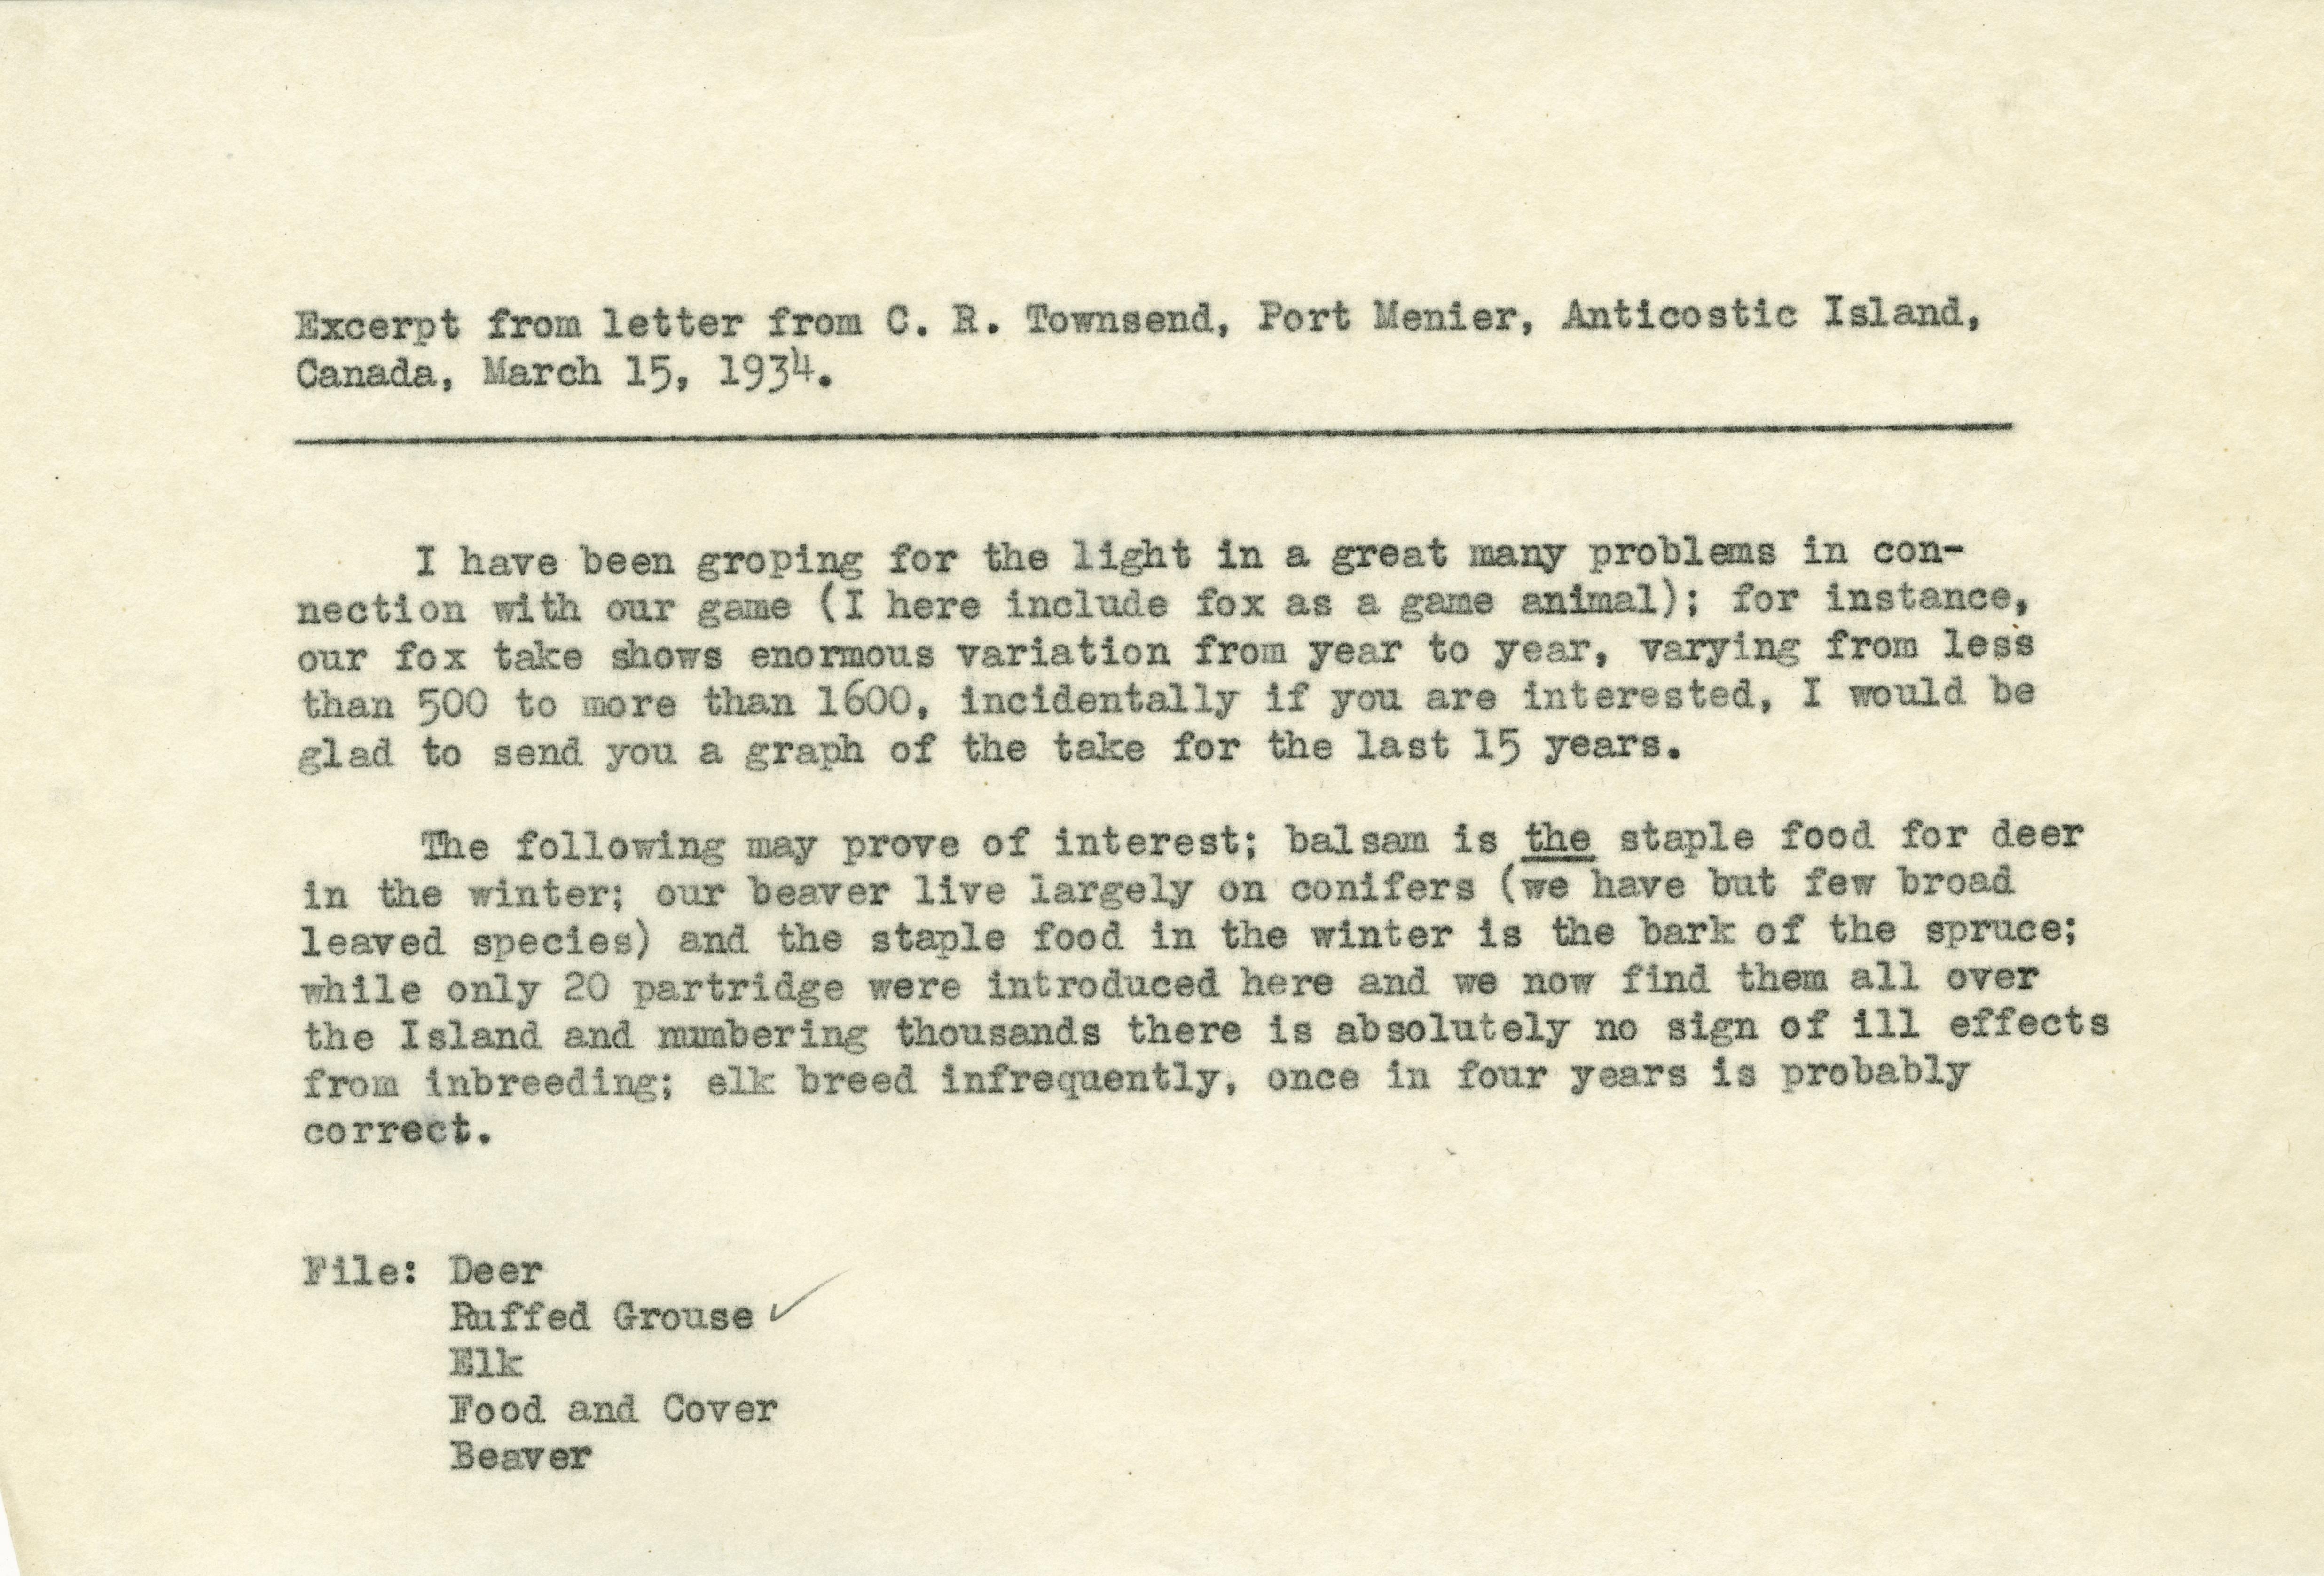 Excerpt from letter from C. R. Townsend, Port Menier, Anticostic Island,
Canada, March 15, 1934.
I have been groping for the light in a great many problems in con-
nection with our game (I here include fox as a game animal); for instance,
our fox take shows enormous variation from year to year, varying from less
than 500 to more than 1600, incidentally if you are interested, I would be
glad to send you a graph of the take for the last 15 years.
The following may prove of interest; balsam is the staple food for deer
in the winter; our beaver live largely on conifers (we have but few broad
leaved species) and the staple food in the winter is the bark of the spruce;
while only 20 partridge were introduced here and we now find them all over
the Island and numbering thousands there is absolutely no sign of ill effects
from inbreeding; elk breed infrequently, once in four years is probably
correct.
File: Deer
Ruffed Grouse ✓
Elk
Food and Cover
Beaver